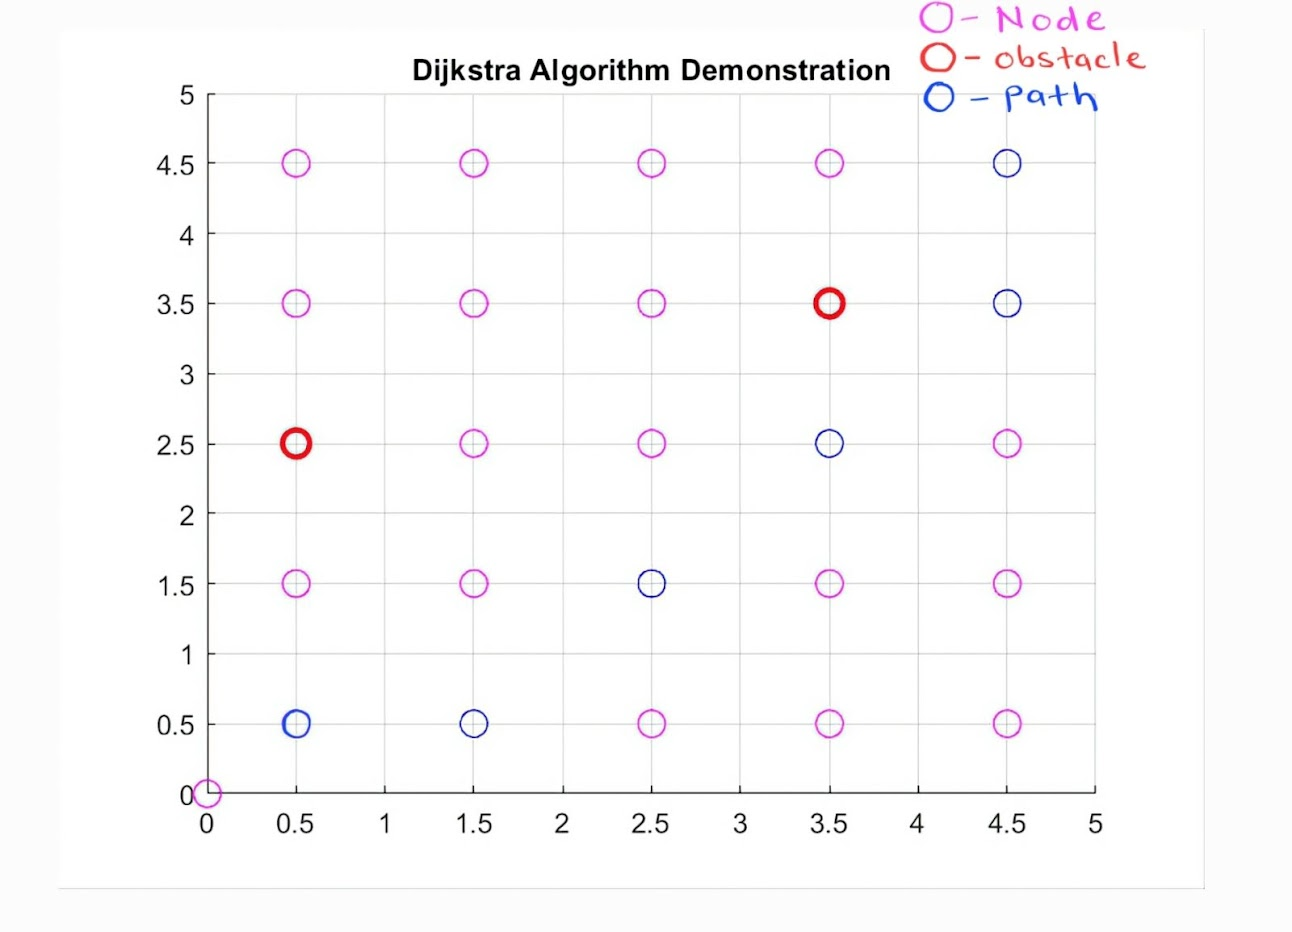 O - Node
O - obstacle
O - path
Dijkstra Algorithm Demonstration
5
4.5
4
3.5
3
2.5
2
1.5
1
0.5
0
0 0.5 1 1.5 2 2.5 3 3.5 4 4.5 5